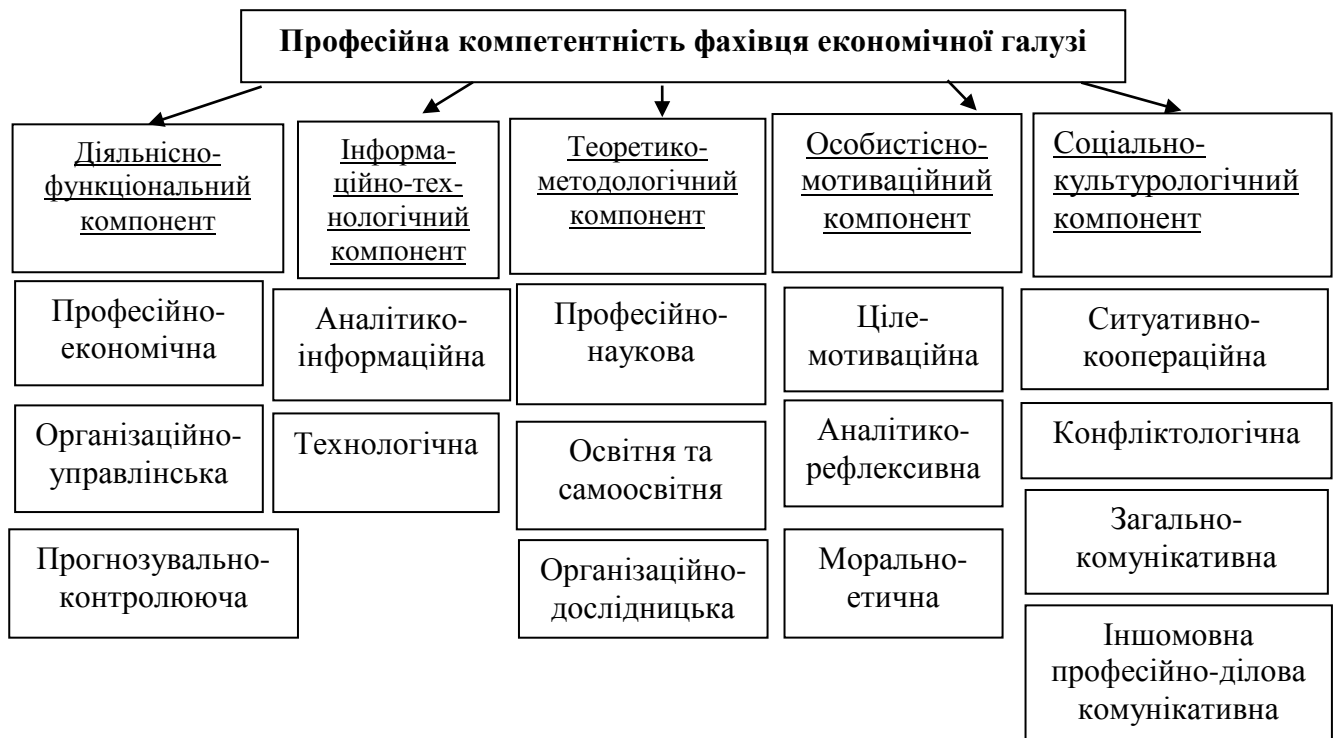 Професійна компетентність фахівця економічної галузі
Діяльнісно-
функціональний
компонент
Професійно-
економічна
Організаційно-
управлінська
Прогнозувально-
контролююча
Інформа-
ційно-тех-
нологічний
компонент
Аналітико-
інформаційна
Технологічна
Теоретико-
методологічний
компонент
Професійно-
наукова
Освітня та
самоосвітня
Організаційно-
дослідницька
Особистісно-
мотиваційний
компонент
Ціле-
мотиваційна
Аналітико-
рефлексивна
Морально-
етична
Соціально-
культурологічний
компонент
Ситуативно-
коопераційна
Конфліктологічна
Загально-
комунікативна
Іншомовна
професійно-ділова
комунікативна